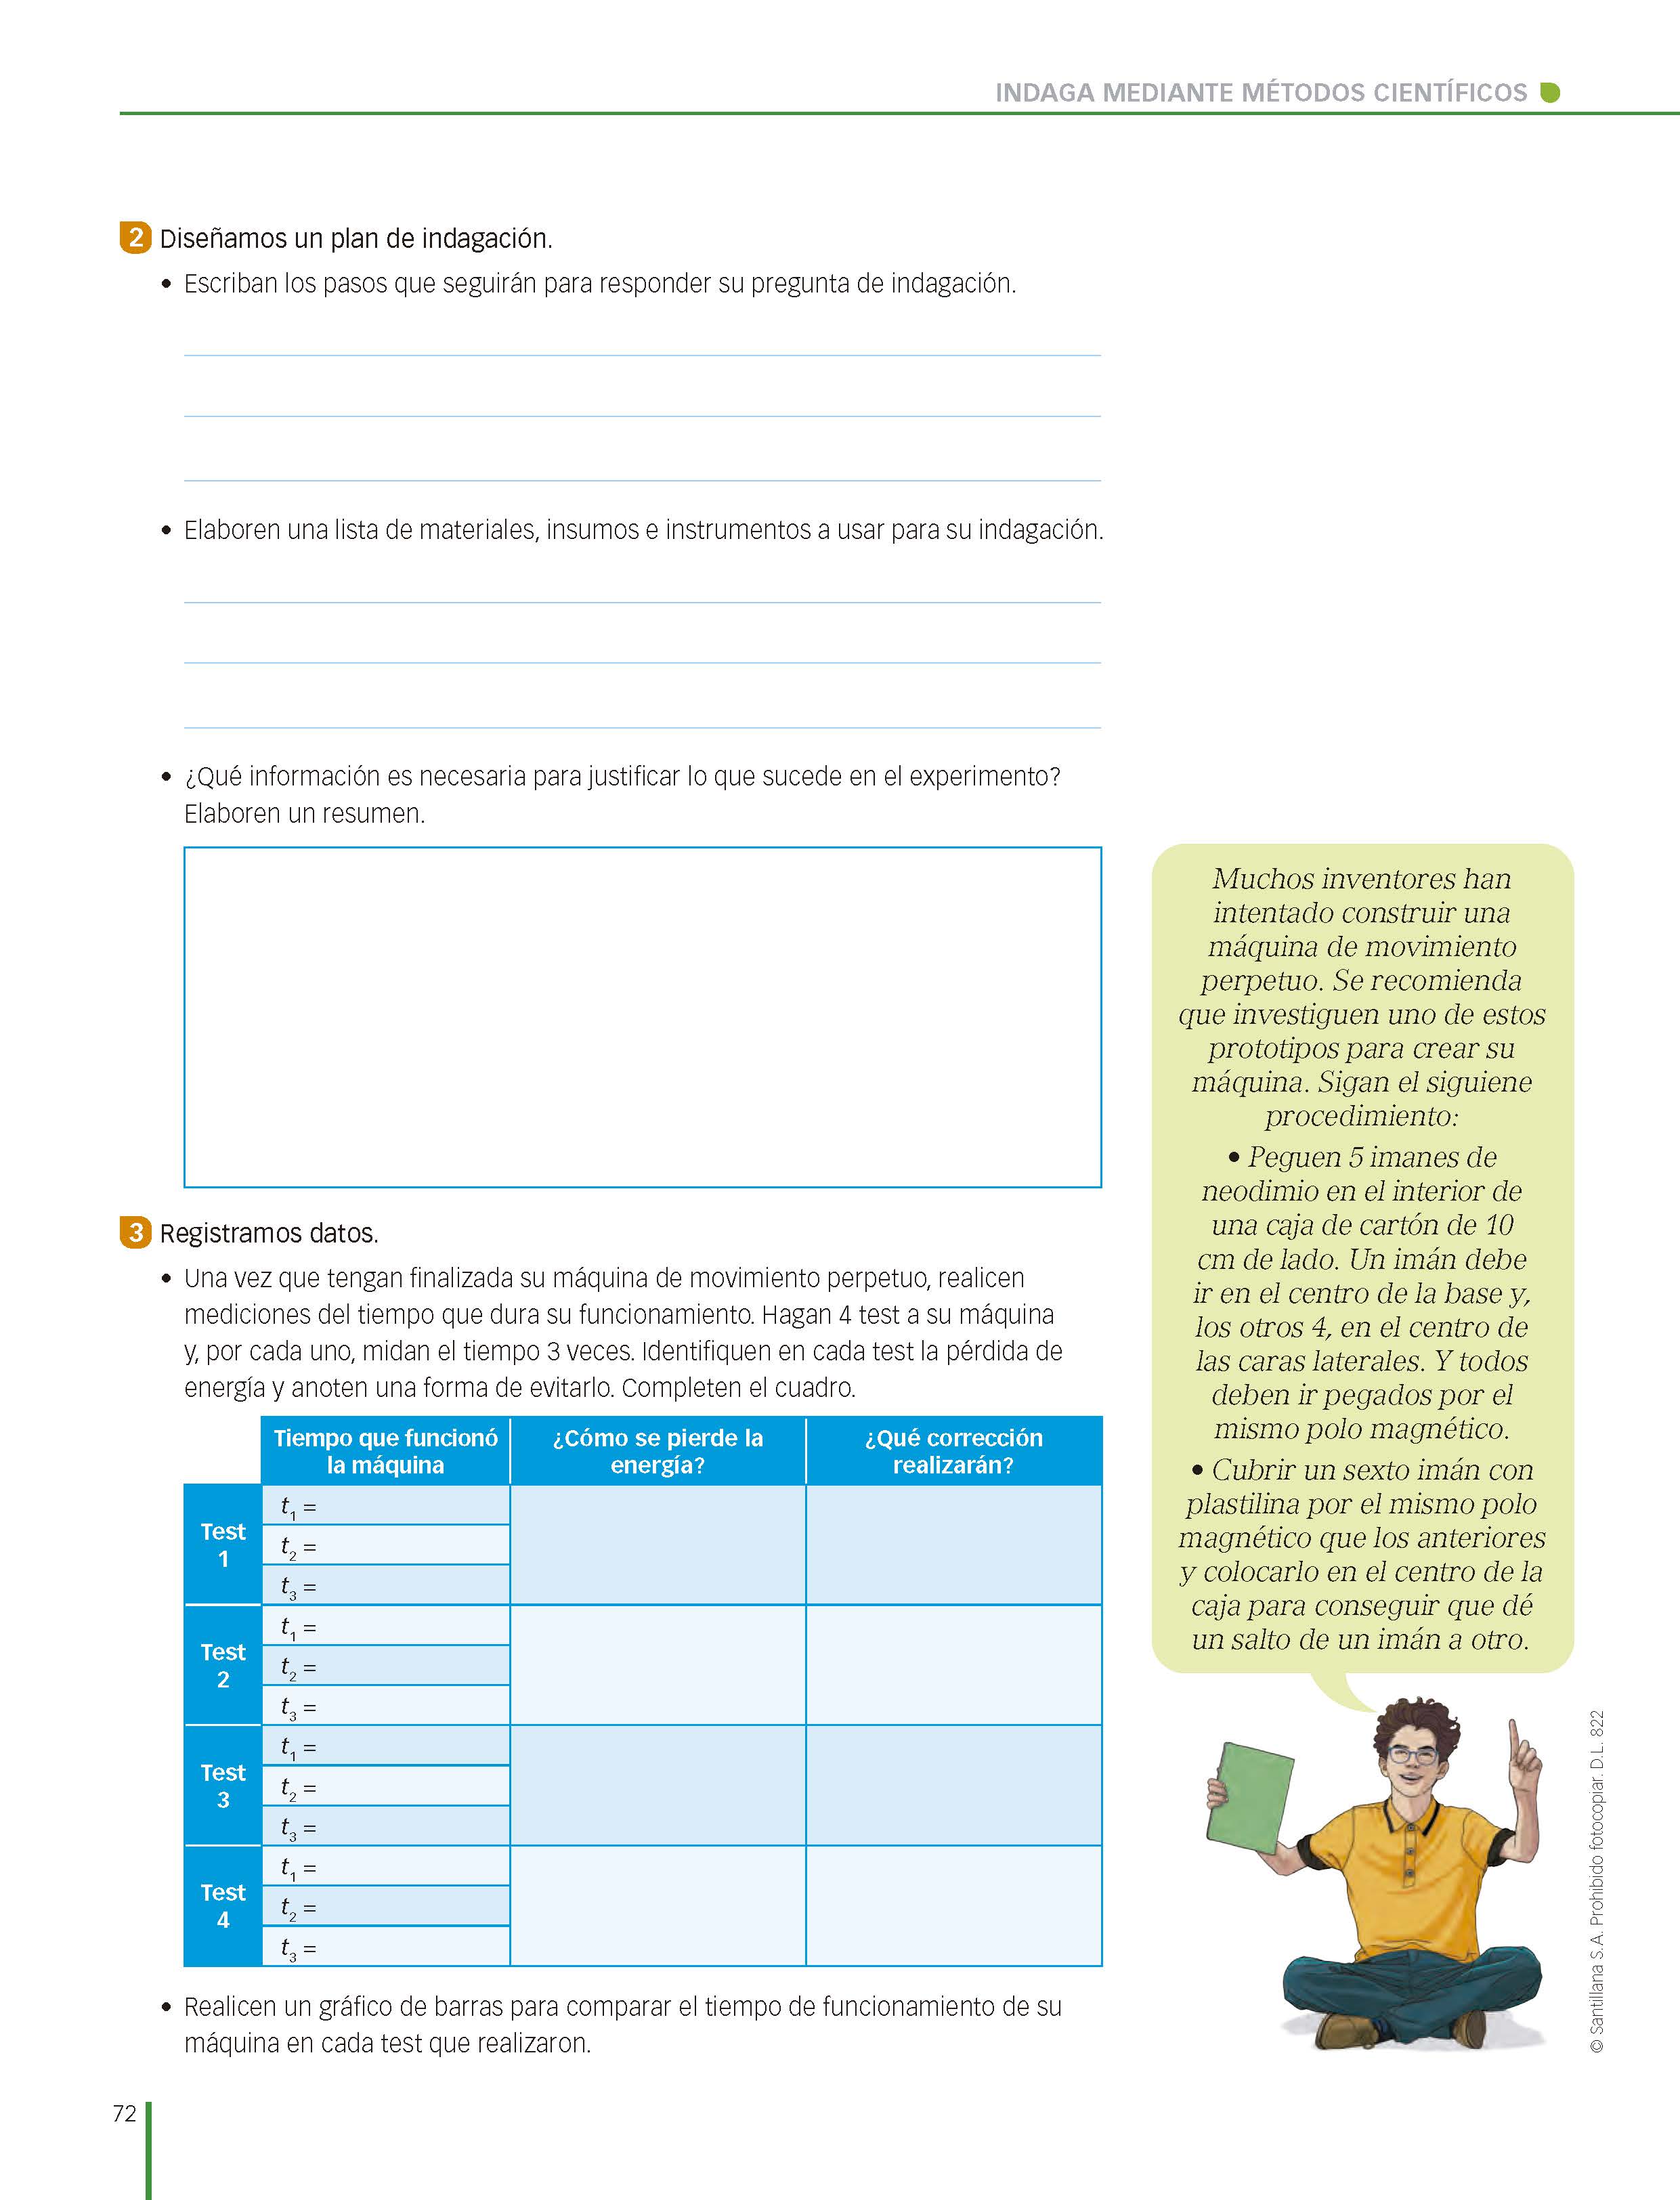 INDAGA MEDIANTE MÉTODOS CIENTÍFICOS
2 Diseñamos un plan de indagación.
• Escriban los pasos que seguirán para responder su pregunta de indagación.
• Elaboren una lista de materiales, insumos e instrumentos a usar para su indagación.
• ¿Qué información es necesaria para justificar lo que sucede en el experimento?
Elaboren un resumen.
Muchos inventores han
intentado construir una
máquina de movimiento
perpetuo. Se recomienda
que investiguen uno de estos
prototipos para crear su
máquina. Sigan el siguiene
procedimiento:
• Peguen 5 imanes de
neodimio en el interior de
una caja de cartón de 10
cm de lado. Un imán debe
ir en el centro de la base y,
los otros 4, en el centro de
las caras laterales. Y todos
deben ir pegados por el
mismo polo magnético.
• Cubrir un sexto imán con
plastilina por el mismo polo
magnético que los anteriores
y colocarlo en el centro de la
caja para conseguir que dé
un salto de un imán a otro.
3 Registramos datos.
• Una vez que tengan finalizada su máquina de movimiento perpetuo, realicen
mediciones del tiempo que dura su funcionamiento. Hagan 4 test a su máquina
y, por cada uno, midan el tiempo 3 veces. Identifiquen en cada test la pérdida de
energía y anoten una forma de evitarlo. Completen el cuadro.
Tiempo que funcionó
la máquina
¿Cómo se pierde la
energía?
¿Qué corrección
realizarán?
Test
1
t1 =
t2 =
t3 =
Test
2
t1 =
t2 =
t3 =
Test
3
t1 =
t2 =
t3 =
Test
4
t1 =
t2 =
t3 =
• Realicen un gráfico de barras para comparar el tiempo de funcionamiento de su
máquina en cada test que realizaron.
© Santillana S.A. Prohibido fotocopiar. D.L. 822
72